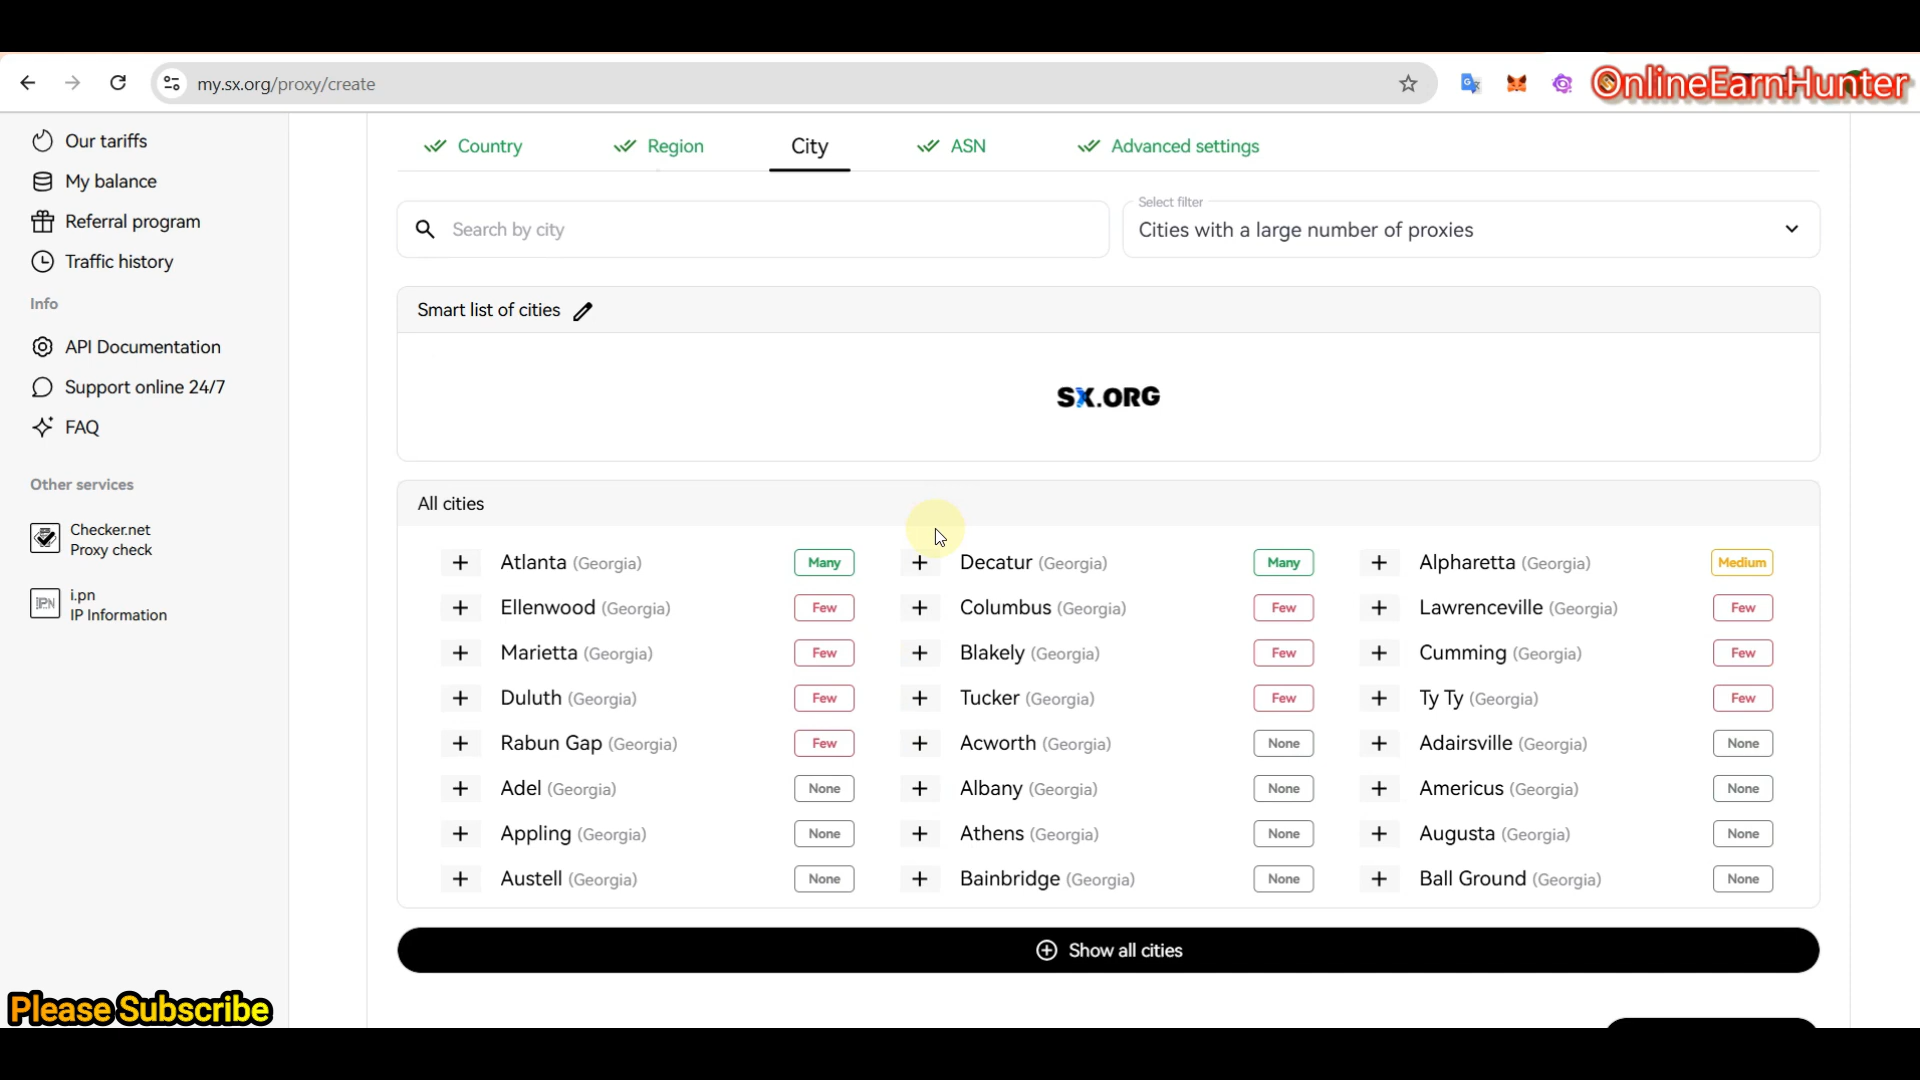 my.sx.org/proxy/create
OnlineEarnHunter
Our tariffs
My balance
Referral program
Traffic history
Info
API Documentation
Support online 24/7
FAQ
Other services
Checker.net
Proxy check
IPN
i.pn
IP Information
Country Region City ASN Advanced settings
Search by city
Select filter
Cities with a large number of proxies
Smart list of cities
SX.ORG
All cities
Atlanta (Georgia) Many Decatur (Georgia) Many Alpharetta (Georgia) Medium
Ellenwood (Georgia) Few Columbus (Georgia) Few Lawrenceville (Georgia) Few
Marietta (Georgia) Few Blakely (Georgia) Few Cumming (Georgia) Few
Duluth (Georgia) Few Tucker (Georgia) Few Ty Ty (Georgia) Few
Rabun Gap (Georgia) Few Acworth (Georgia) None Adairsville (Georgia) None
Adel (Georgia) None Albany (Georgia) None Americus (Georgia) None
Appling (Georgia) None Athens (Georgia) None Augusta (Georgia) None
Austell (Georgia) None Bainbridge (Georgia) None Ball Ground (Georgia) None
Show all cities
Please Subscribe